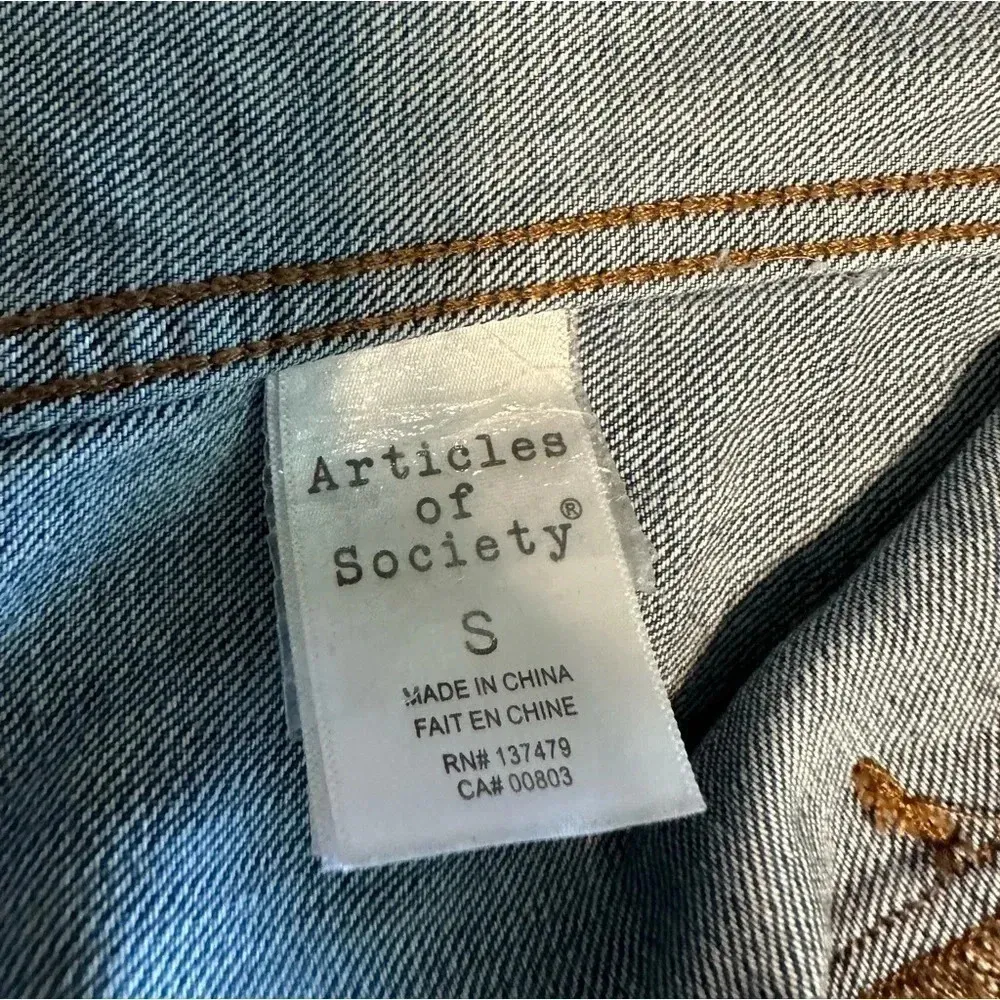 Articles
of
Society®
S
MADE IN CHINA
FAIT EN CHINE
RN# 137479
CA# 00803